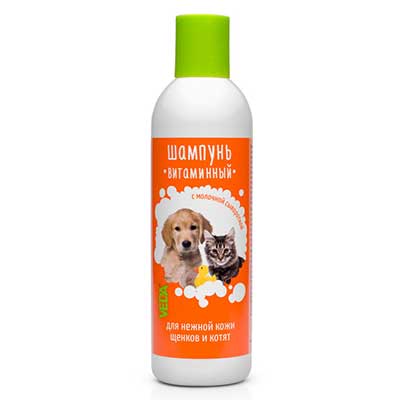 Шампунь
•витаминный•
с молочной сывороткой
VEDA
для нежной кожи
щенков и котят